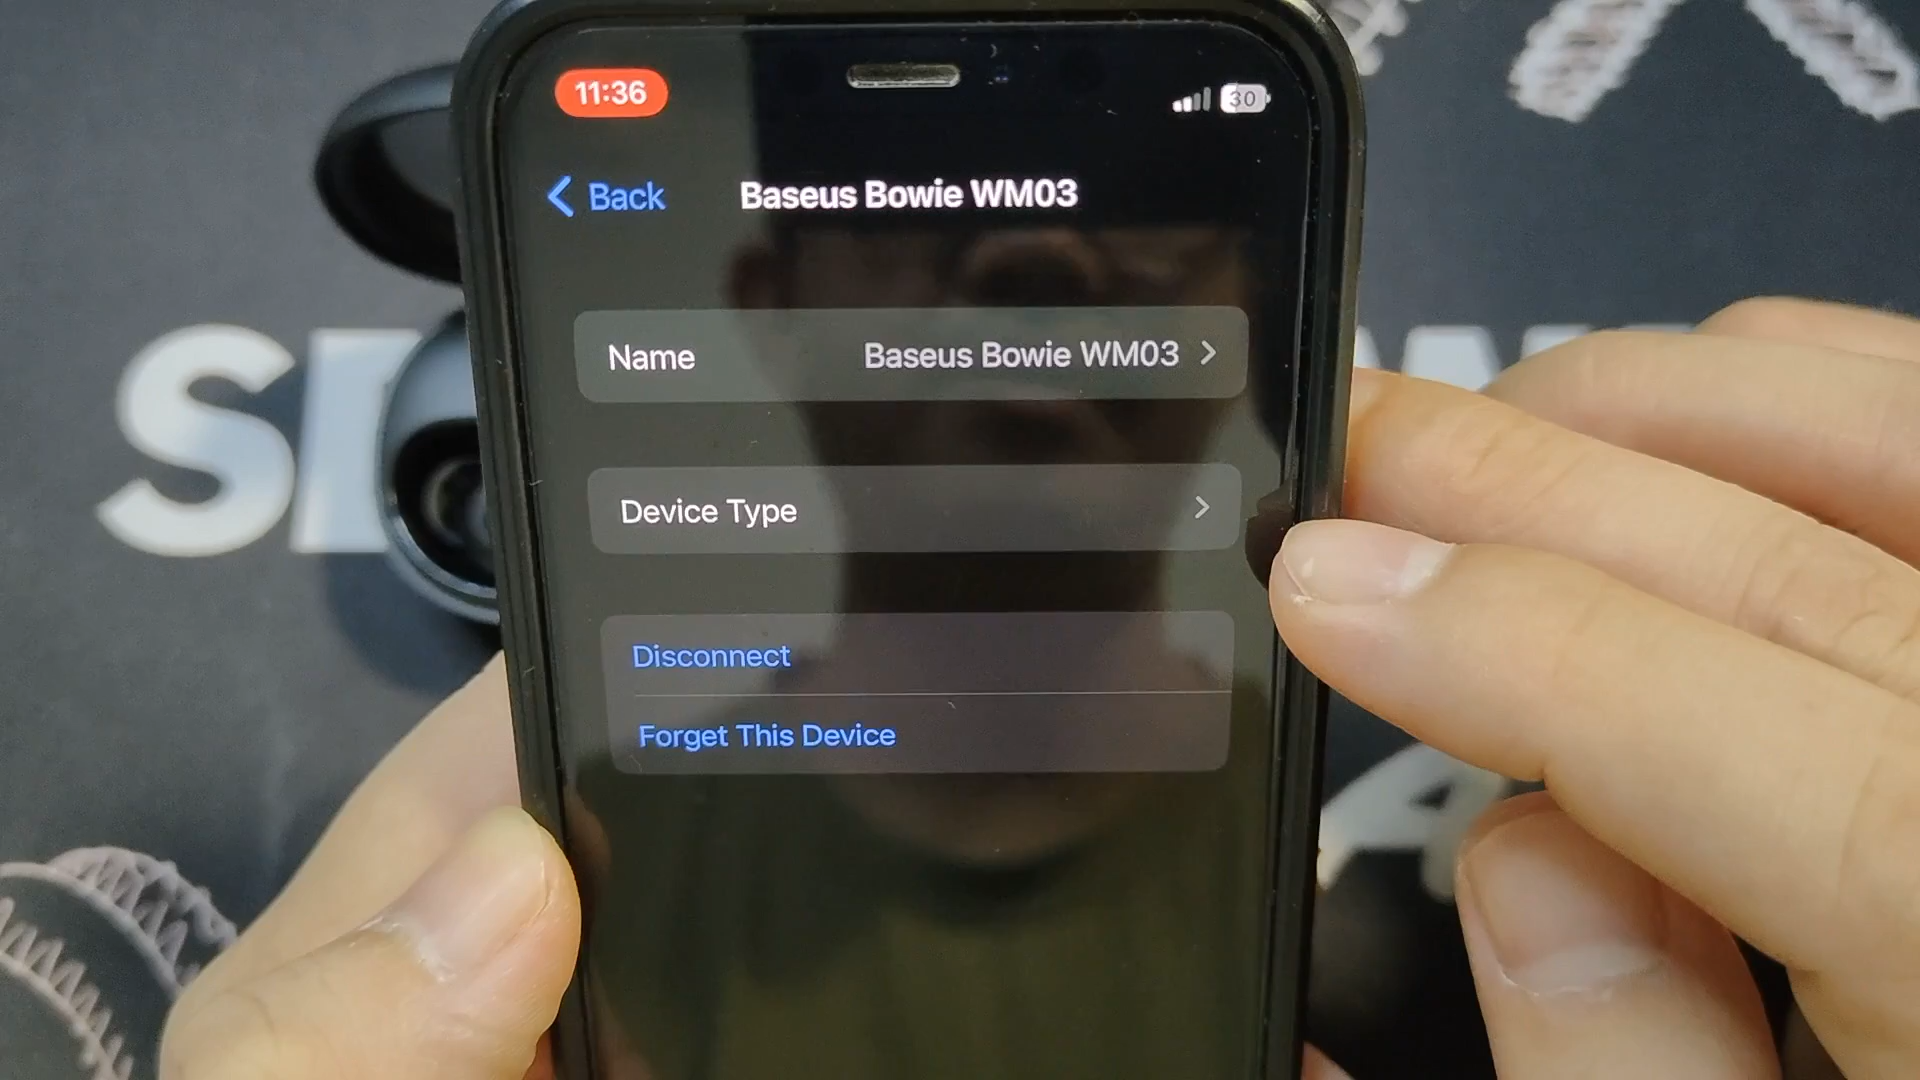 11:36
30
Back
Baseus Bowie WM03
Name
Baseus Bowie WM03
Device Type
Disconnect
Forget This Device